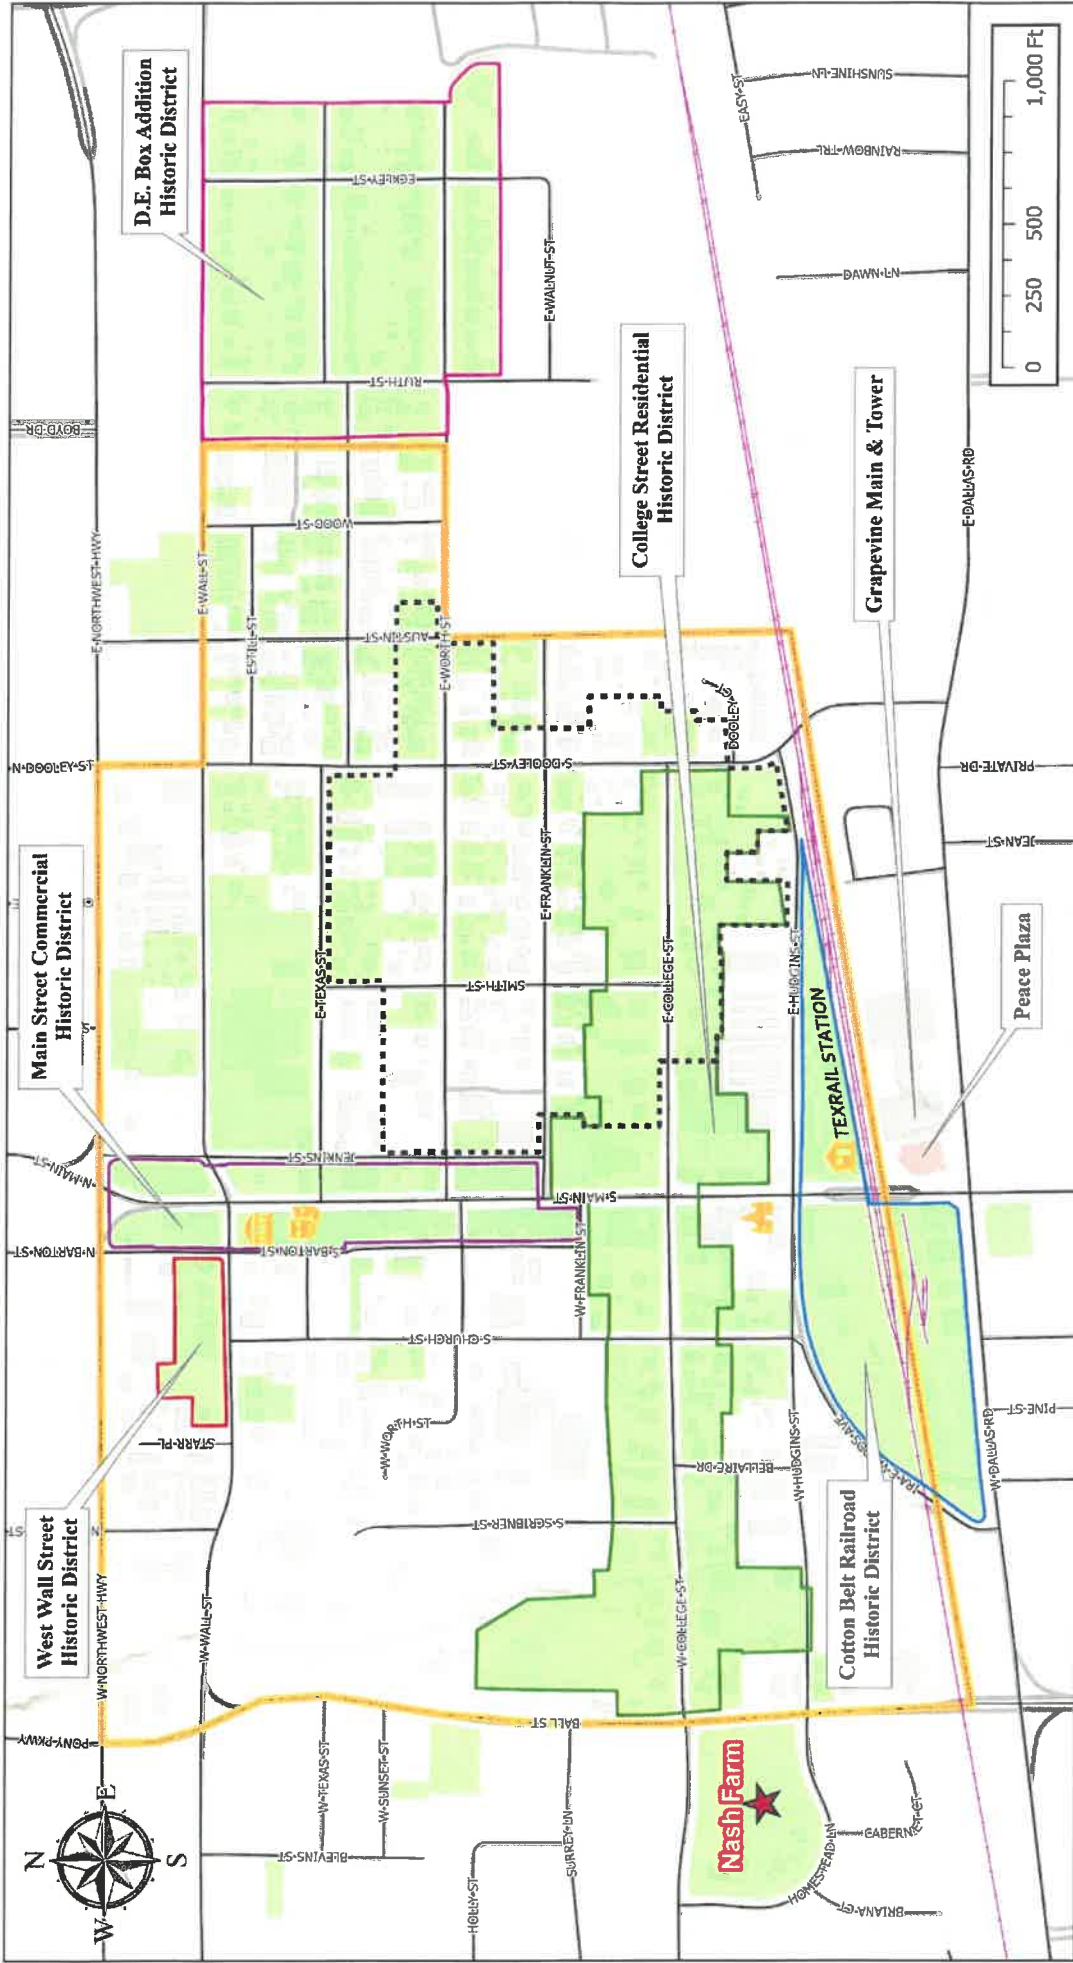 N
W
E
S
PONY-PKWY
W-NORTHWEST-HWY
West Wall Street
Historic District
N-BARTON-ST
N-MAIN-ST
Main Street Commercial
Historic District
N-DOOLEY-ST
E-NORTHWEST-HWY
BOYD-DR
D.E. Box Addition
Historic District
W-WALL-ST
STARR-PL
E-WALL-ST
ESTILL-ST
WOOD-ST
RUTH-ST
ECKLEY-ST
BLEVINS-ST
W-TEXAS-ST
W-SUNSET-ST
S-BARTON-ST
JENKINS-ST
E-TEXAS-ST
AUSTIN-ST
W-WORTH-ST
S-CHURCH-ST
E-WORTH-ST
HOLLY-ST
S-SCRIBNER-ST
SMITH-ST
S-DOOLEY-ST
E-WALNUT-ST
SURREY-LN
BALL-ST
W-FRANKLIN-ST
S-MAIN-ST
E-FRANKLIN-ST
College Street Residential
Historic District
W-COLLEGE-ST
E-COLLEGE-ST
DOOLEY-CT
EASY-ST
Nash Farm
BELLAIRE-DR
W-HUDGINS-ST
E-HUDGINS-ST
HOMESTEAD-LN
TEXRAIL STATION
DAWN-LN
RAINBOW-TRL
SUNSHINE-LN
BRIANA-CT
Cotton Belt Railroad
Historic District
Grapevine Main & Tower
W-DALLAS-RD
E-DALLAS-RD
PINE-ST
Peace Plaza
JEAN-ST
PRIVATE-DR
0 250 500 1,000 Ft